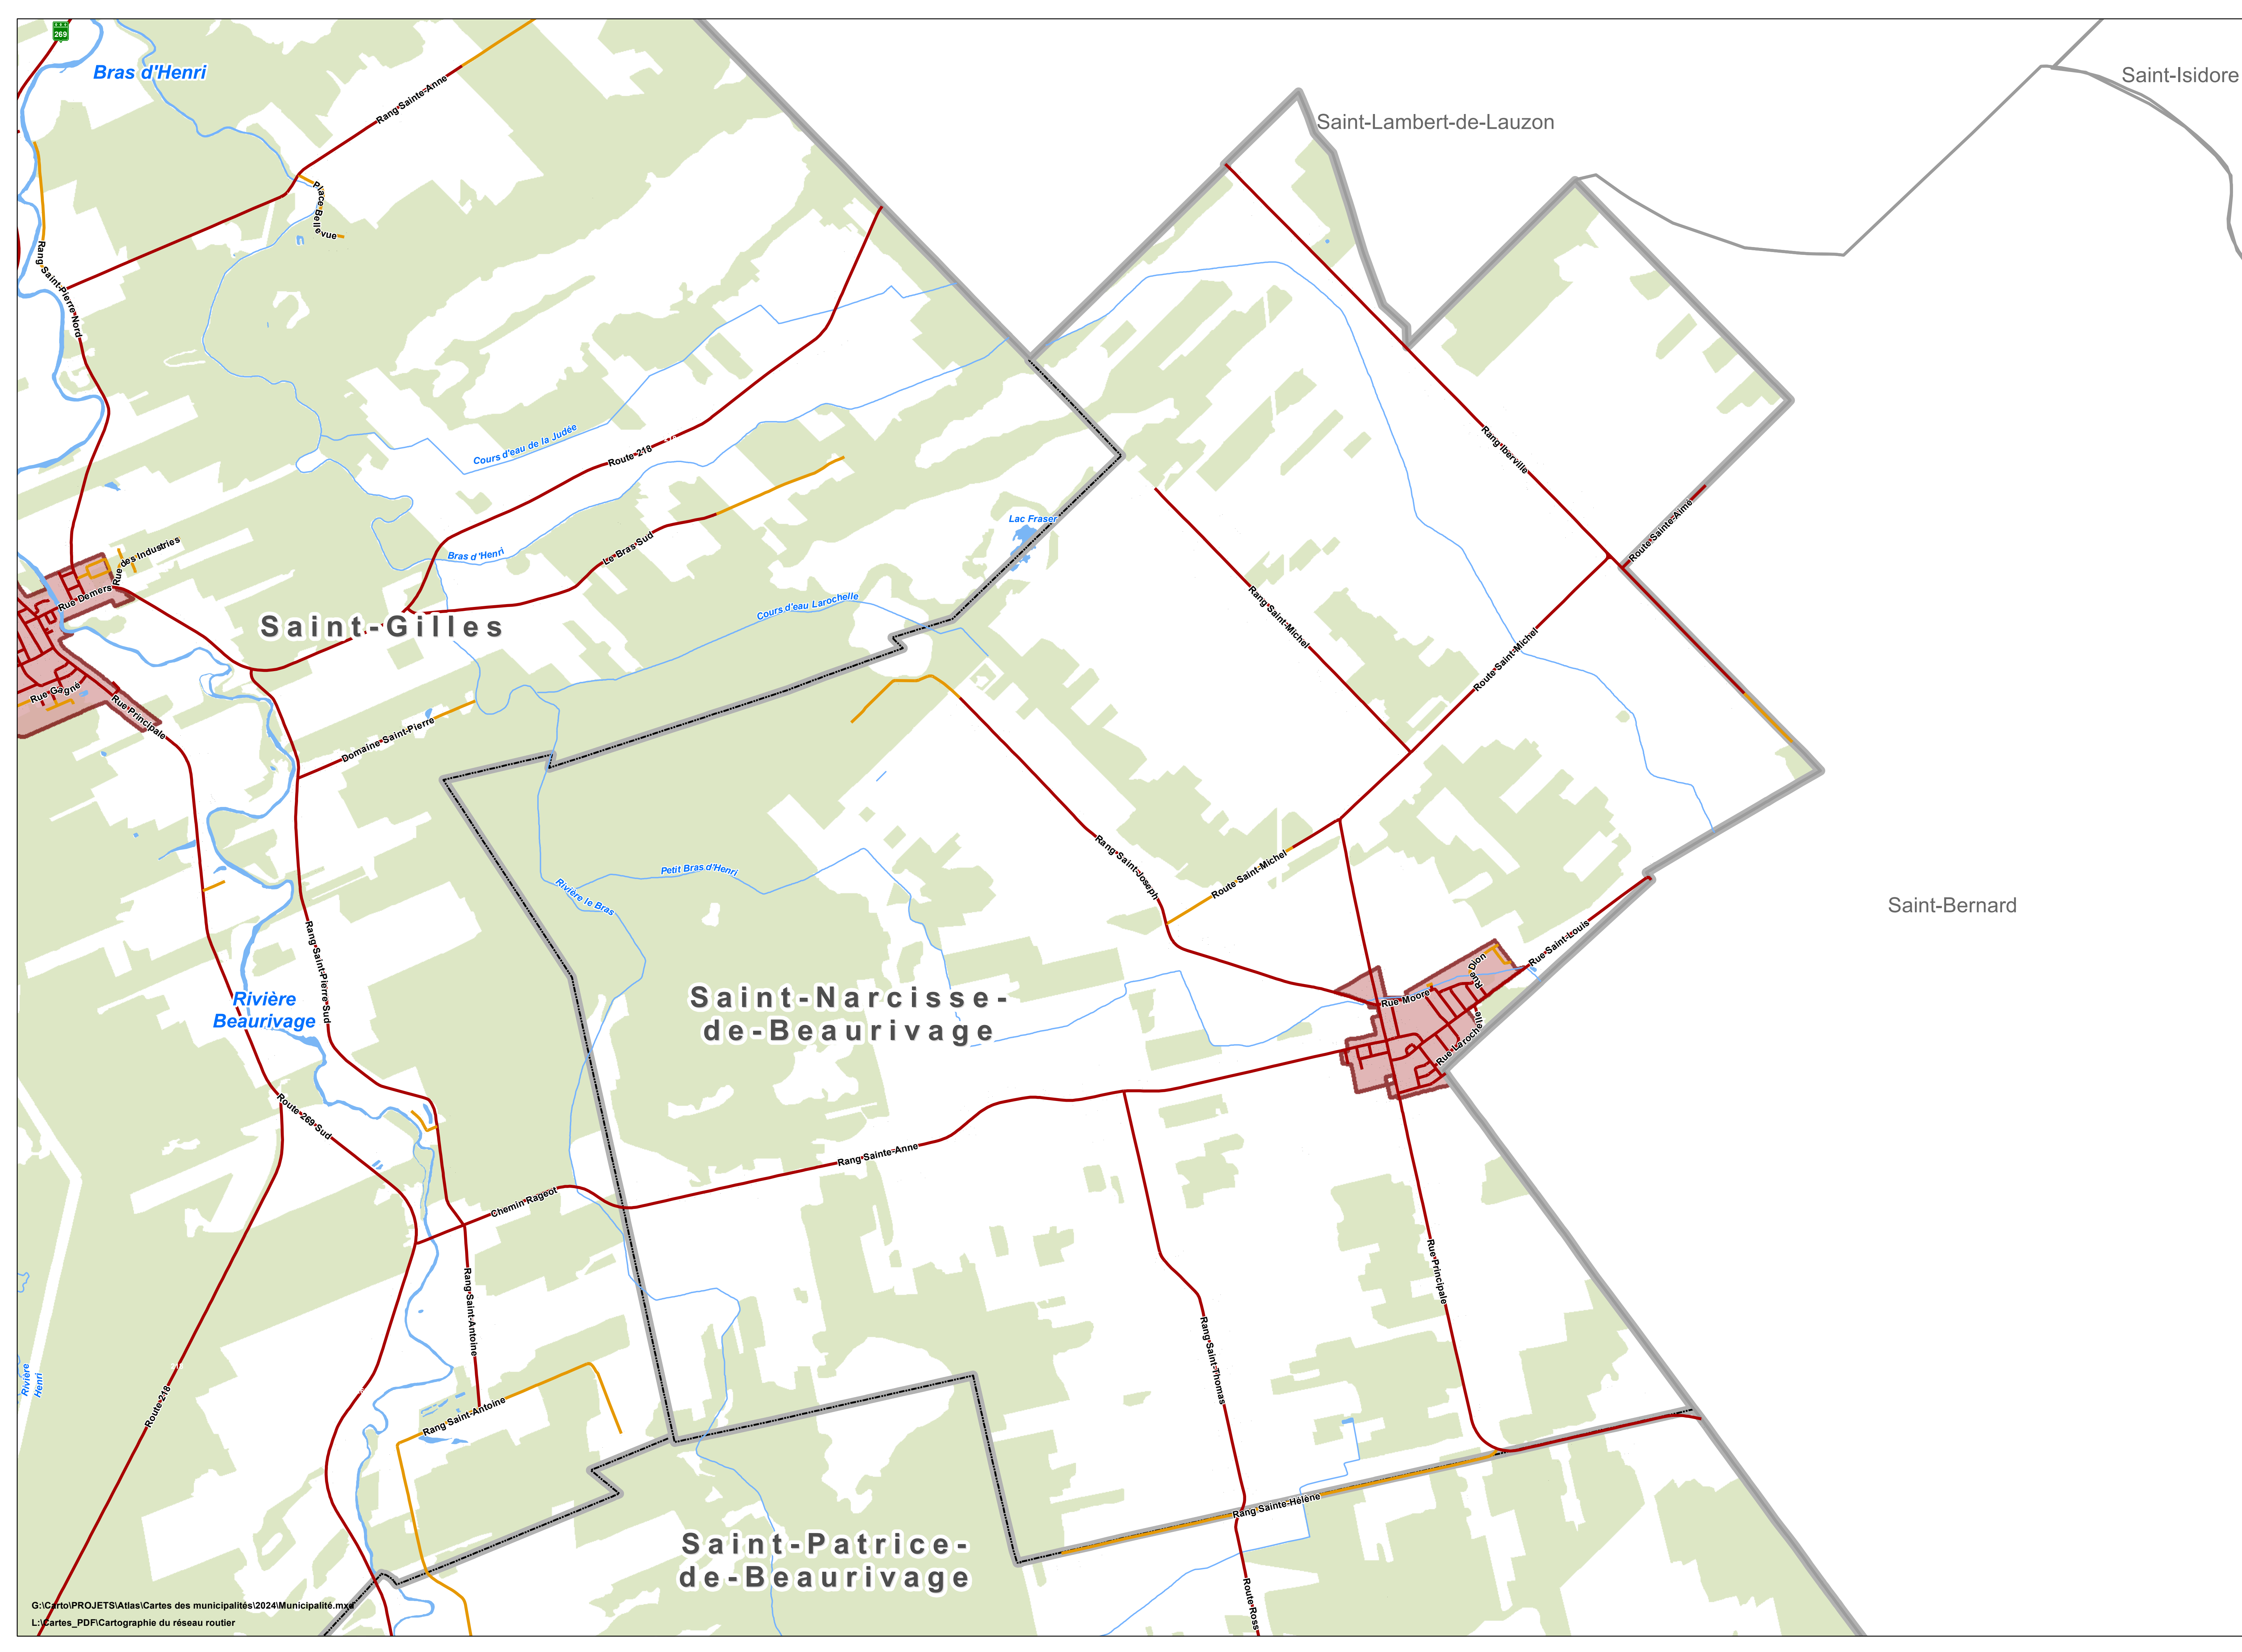 269
Bras d'Henri
Saint-Isidore
Saint-Lambert-de-Lauzon
Rang Sainte-Anne
Place Bellevue
Rang Saint-Pierre Nord
Cours d'eau de la Judée
Route 218
Rang Iberville
Route Sainte-Aimé
Lac Fraser
Bras d'Henri
Le Bras Sud
Rue des Industries
Rue Demers
Saint-Gilles
Cours d'eau Larochelle
Rang Saint-Michel
Route Saint-Michel
Rue Gagné
Rue Principale
Domaine Saint-Pierre
Petit Bras d'Henri
Rivière le Bras
Rang Saint-Joseph
Route Saint-Michel
Saint-Bernard
Rang Saint-Pierre Sud
Rue Saint-Louis
Rue Dion
Rue Moore
Rue Larochelle
Rivière
Beaurivage
Saint-Narcisse-
de-Beaurivage
Route 269 Sud
Rang Sainte-Anne
Chemin Rageot
Rang Saint-Antoine
Rue Principale
Rang Saint-Thomas
Rivière
Henri
Route 218
Rang Saint-Antoine
Rang Sainte-Hélène
Saint-Patrice-
de-Beaurivage
Route Ross
G:\Carto\PROJETS\Atlas\Cartes des municipalités\2024\Municipalité.mxd
L:\Cartes_PDF\Cartographie du réseau routier